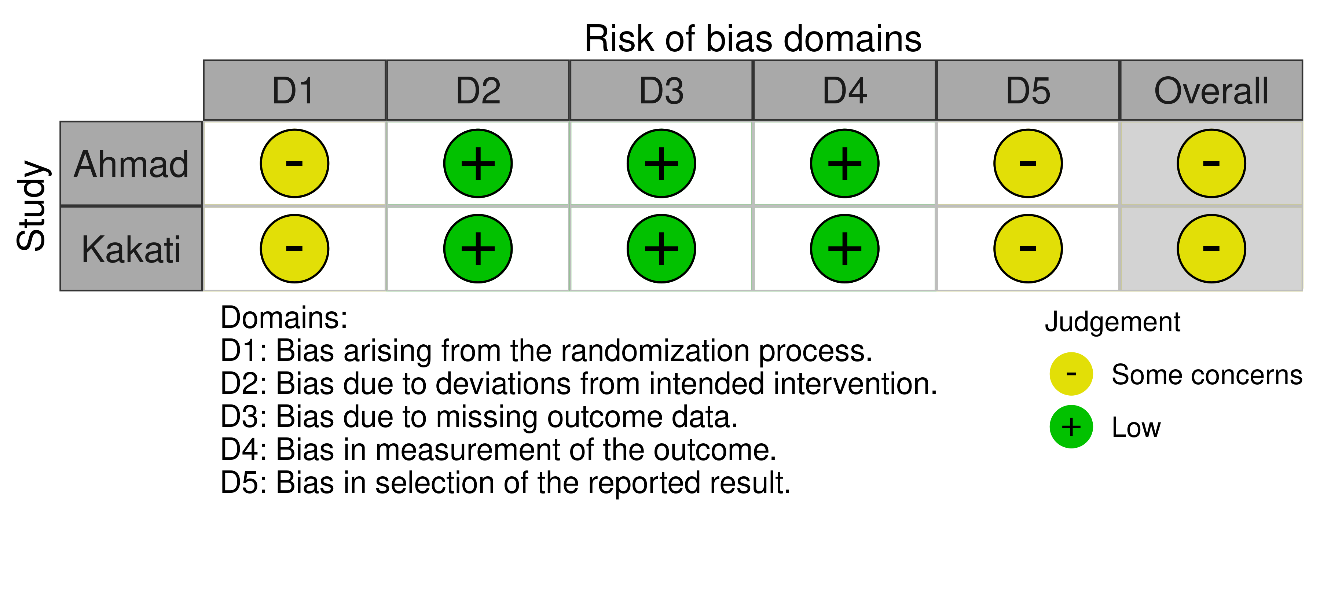 Risk of bias domains
D1 D2 D3 D4 D5 Overall
Study
Ahmad - + + + - -
Kakati - + + + - -
Domains:
D1: Bias arising from the randomization process.
D2: Bias due to deviations from intended intervention.
D3: Bias due to missing outcome data.
D4: Bias in measurement of the outcome.
D5: Bias in selection of the reported result.
Judgement
- Some concerns
+ Low